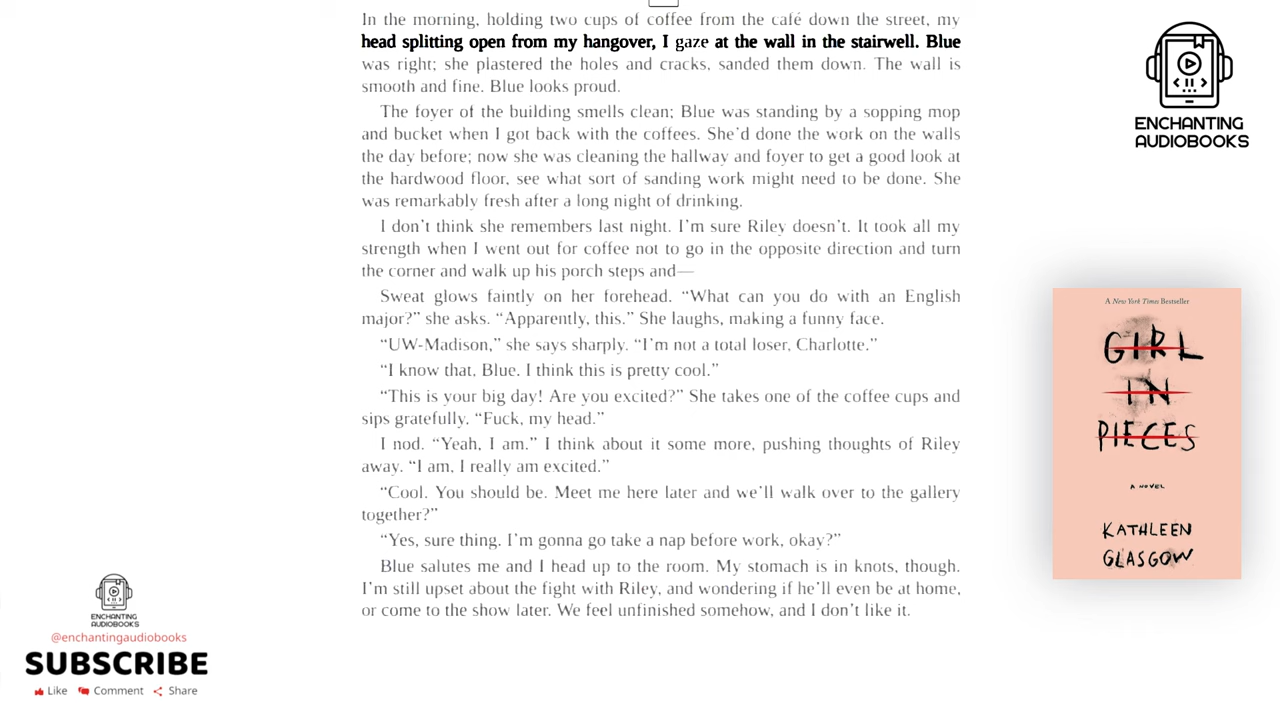 In the morning, holding two cups of coffee from the café down the street, my
head splitting open from my hangover, I gaze at the wall in the stairwell. Blue
was right; she plastered the holes and cracks, sanded them down. The wall is
smooth and fine. Blue looks proud.
The foyer of the building smells clean; Blue was standing by a sopping mop
and bucket when I got back with the coffees. She’d done the work on the walls
the day before; now she was cleaning the hallway and foyer to get a good look at
the hardwood floor, see what sort of sanding work might need to be done. She
was remarkably fresh after a long night of drinking.
I don’t think she remembers last night. I’m sure Riley doesn’t. It took all my
strength when I went out for coffee not to go in the opposite direction and turn
the corner and walk up his porch steps and—
Sweat glows faintly on her forehead. “What can you do with an English
major?” she asks. “Apparently, this.” She laughs, making a funny face.
“UW-Madison,” she says sharply. “I’m not a total loser, Charlotte.”
“I know that, Blue. I think this is pretty cool.”
“This is your big day! Are you excited?” She takes one of the coffee cups and
sips gratefully. “Fuck, my head.”
I nod. “Yeah, I am.” I think about it some more, pushing thoughts of Riley
away. “I am, I really am excited.”
“Cool. You should be. Meet me here later and we’ll walk over to the gallery
together?”
“Yes, sure thing. I’m gonna go take a nap before work, okay?”
Blue salutes me and I head up to the room. My stomach is in knots, though.
I’m still upset about the fight with Riley, and wondering if he’ll even be at home,
or come to the show later. We feel unfinished somehow, and I don’t like it.
ENCHANTING
AUDIOBOOKS
A New York Times Bestseller
GIRL
IN
PIECES
A NOVEL
KATHLEEN
GLASGOW
ENCHANTING
AUDIOBOOKS
@enchantingaudiobooks
SUBSCRIBE
Like Comment Share